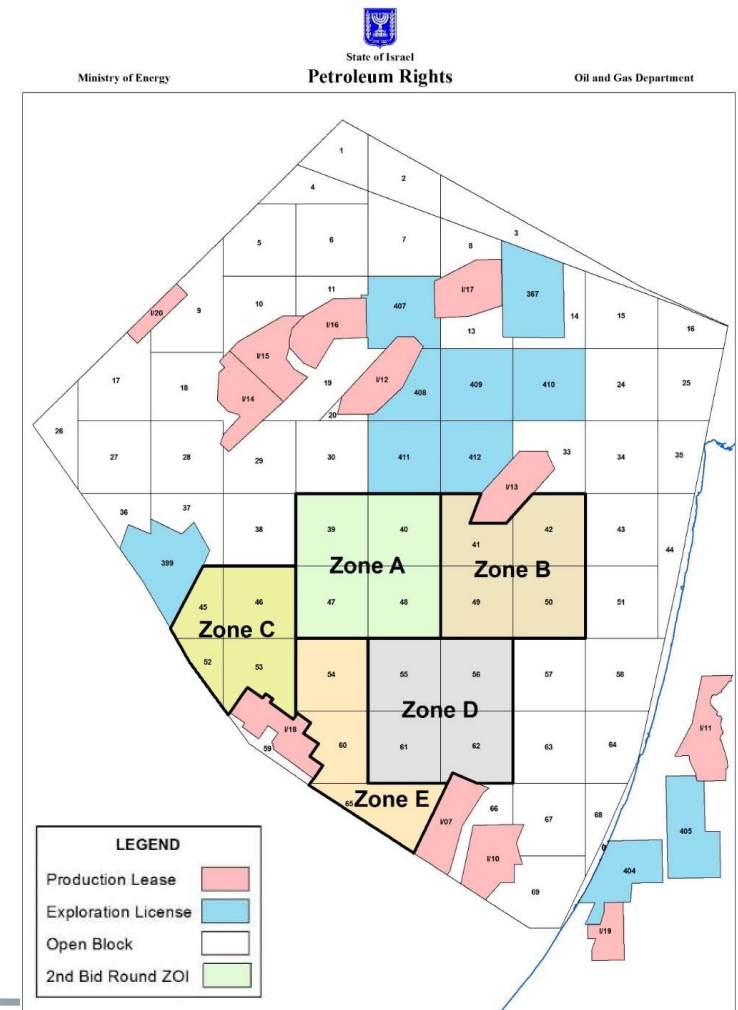 State of Israel
Ministry of Energy Petroleum Rights Oil and Gas Department
1
2
4
3
5 6 7 8
11
10 407 I/17 367
I/20 9 14 15
I/16 13 16
I/15
17 18 19 I/12 409 410 24 25
I/14 408
20
26
27 28 29 30 411 412 33 34 35
I/13
36 37
38 39 40 41 42 43
44
399 Zone A Zone B
45 46 47 48 49 50 51
Zone C
52 53 54 55 56 57 58
Zone D
I/18 I/11
59 60 61 62 63 64
65 Zone E
66
I/07 67 68
405
I/10 404
69
I/19
LEGEND
Production Lease
Exploration License
Open Block
2nd Bid Round ZOI